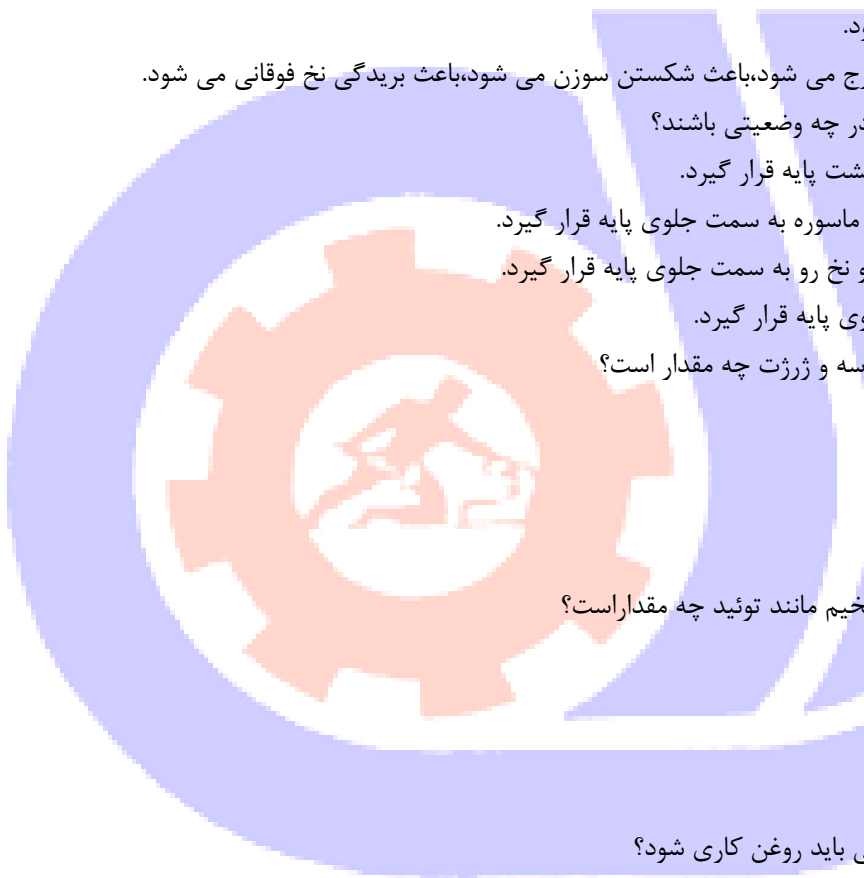 ود.
رج می شود،باعث شکستن سوزن می شود،باعث بریدگی نخ فوقانی می شود.
در چه وضعیتی باشند؟
شت پایه قرار گیرد.
ماسوره به سمت جلوی پایه قرار گیرد.
و نخ رو به سمت جلوی پایه قرار گیرد.
وی پایه قرار گیرد.
سه و ژرژت چه مقدار است؟
خیم مانند توئید چه مقداراست؟
ی باید روغن کاری شود؟